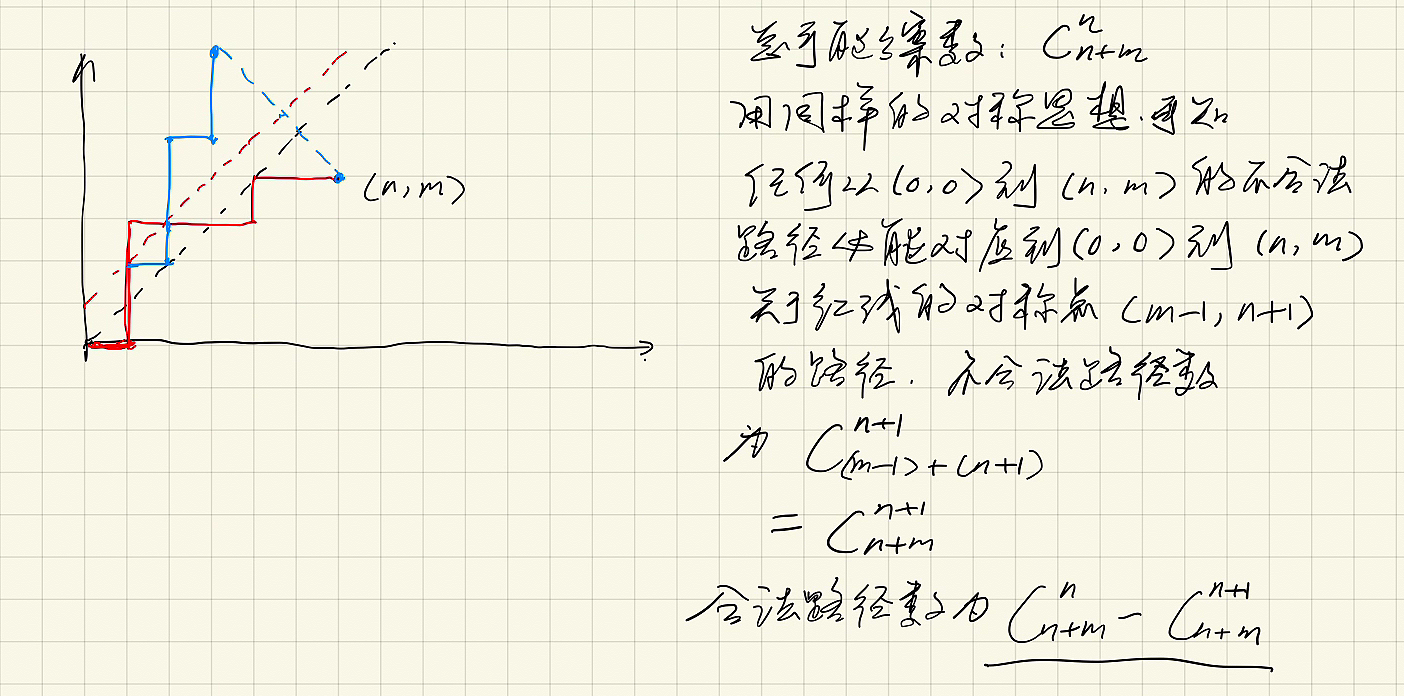 (n,m)
总可能答案数: C_{n+m}^{n}
用同样的对称思想.可知
任何从(0,0)到(n,m)的不合法
路径都能对应到(0,0)到(n,m)
关于红线的对称点(m-1,n+1)
的路径.不合法路径数
为 C_{(m-1)+(n+1)}^{n+1}
= C_{n+m}^{n+1}
合法路径数为 C_{n+m}^{n} - C_{n+m}^{n+1}